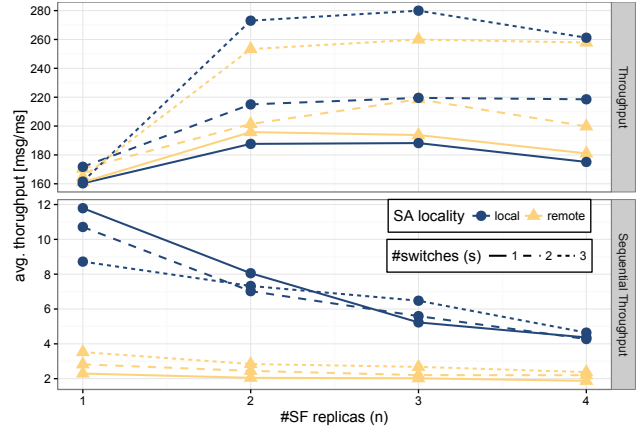 280
260
240
220
200
180
160
Throughput
12
10
8
6
4
2
Sequential Throughput
avg. thorughput [msg/ms]
SA locality local remote
#switches (s) 1 2 3
1 2 3 4
#SF replicas (n)